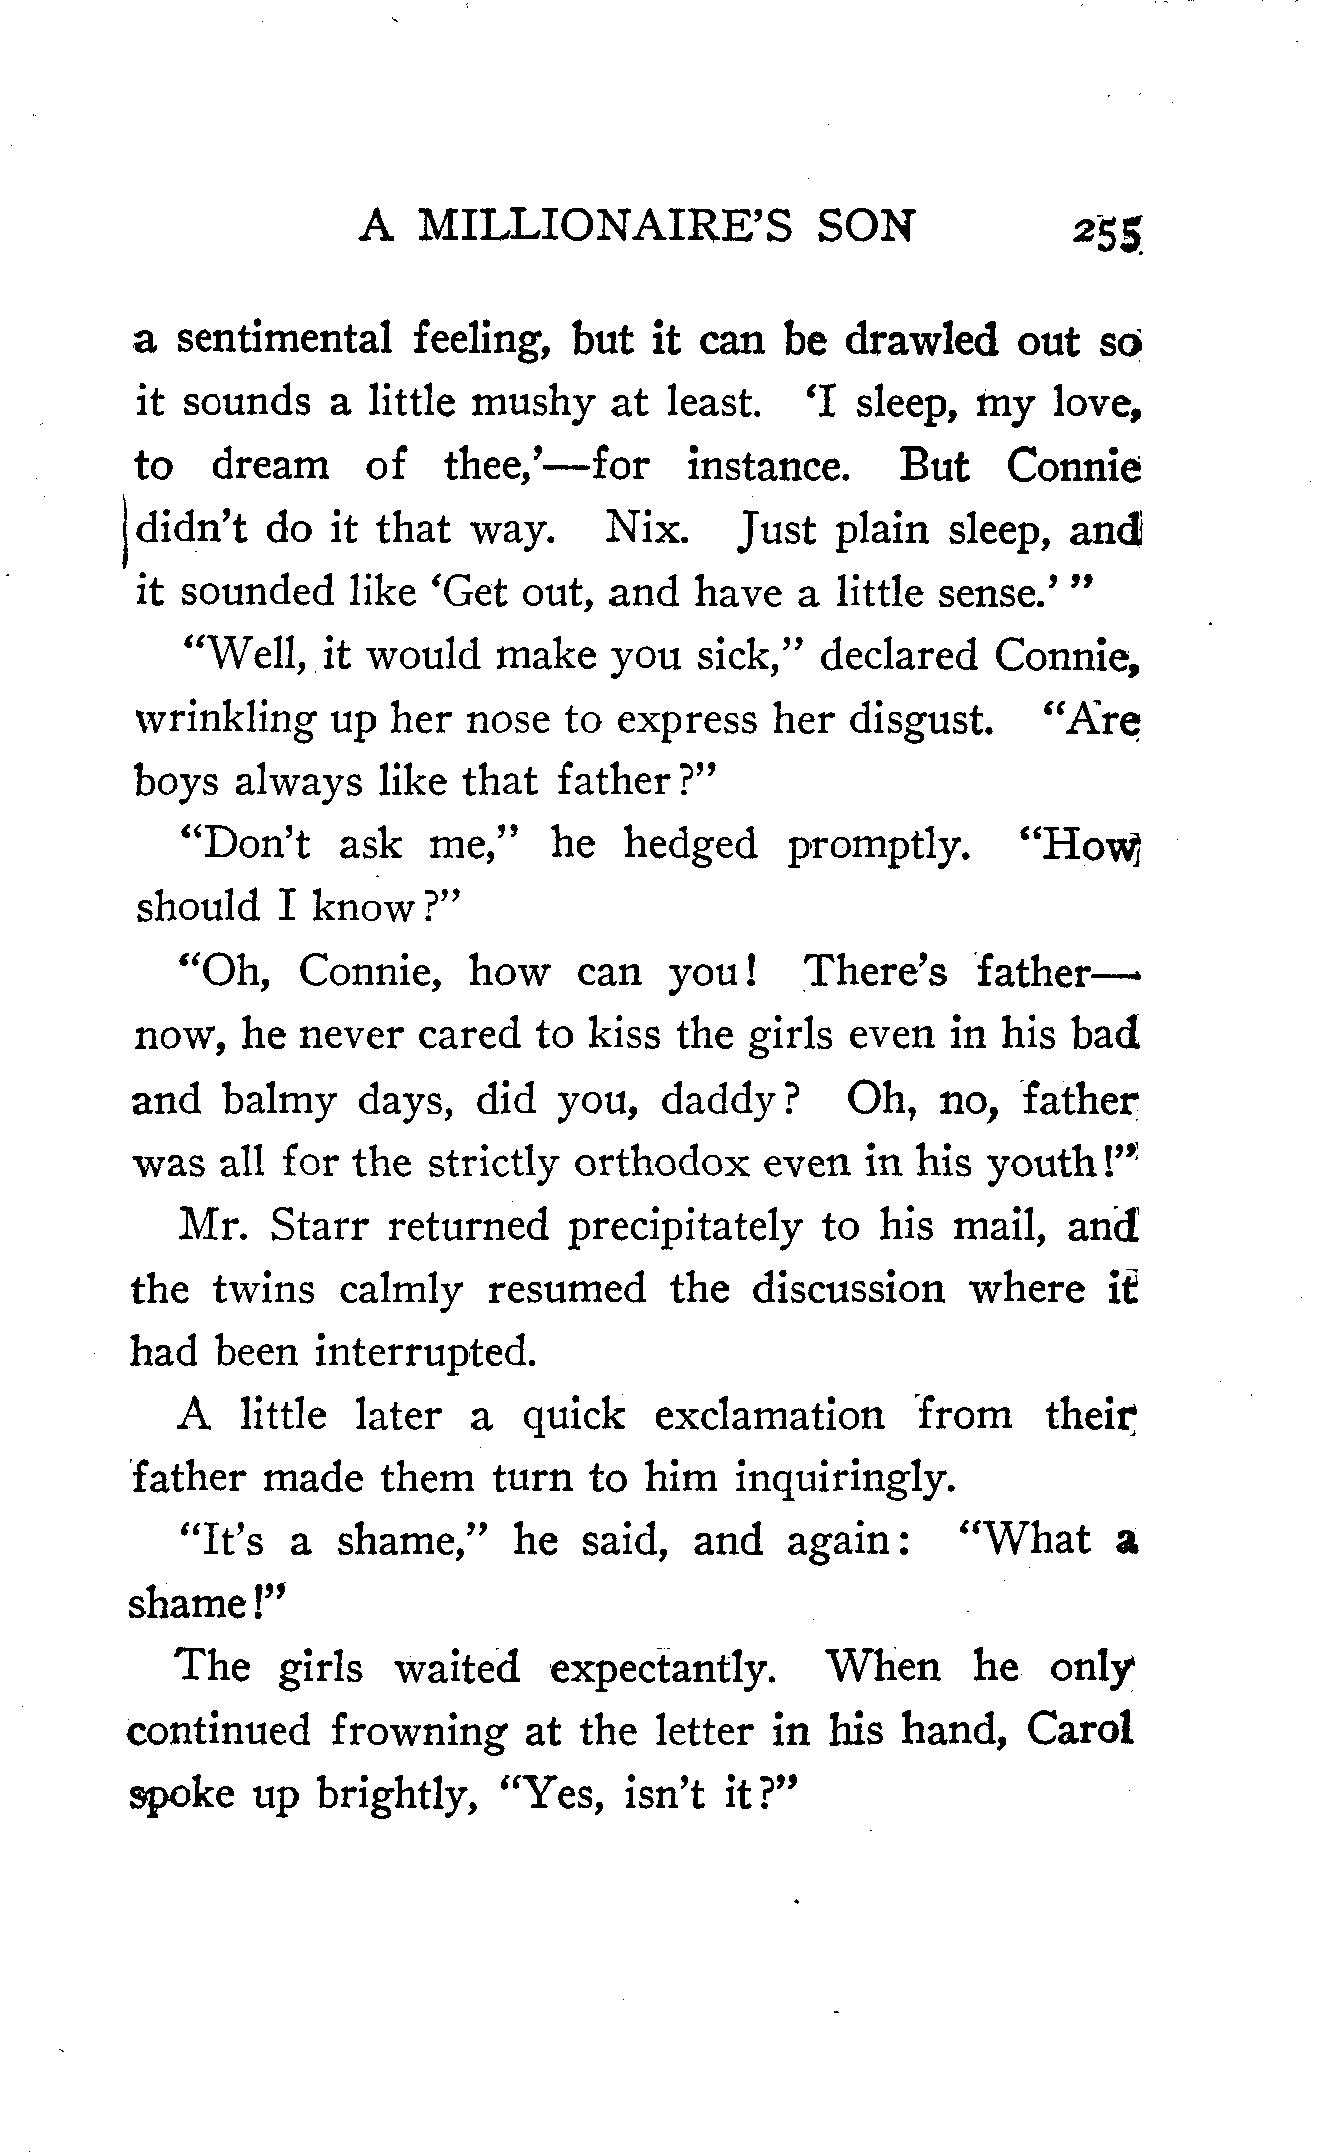 A MILLIONAIRE'S SON 255
a sentimental feeling, but it can be drawled out so
it sounds a little mushy at least. 'I sleep, my love,
to dream of thee,'—for instance. But Connie
didn't do it that way. Nix. Just plain sleep, and
it sounded like 'Get out, and have a little sense.' "
"Well, it would make you sick," declared Connie,
wrinkling up her nose to express her disgust. "Are
boys always like that father?"
"Don't ask me," he hedged promptly. "How
should I know?"
"Oh, Connie, how can you! There's father—
now, he never cared to kiss the girls even in his bad
and balmy days, did you, daddy? Oh, no, father
was all for the strictly orthodox even in his youth!"
Mr. Starr returned precipitately to his mail, and
the twins calmly resumed the discussion where it
had been interrupted.
A little later a quick exclamation from their
father made them turn to him inquiringly.
"It's a shame," he said, and again: "What a
shame!"
The girls waited expectantly. When he only
continued frowning at the letter in his hand, Carol
spoke up brightly, "Yes, isn't it?"